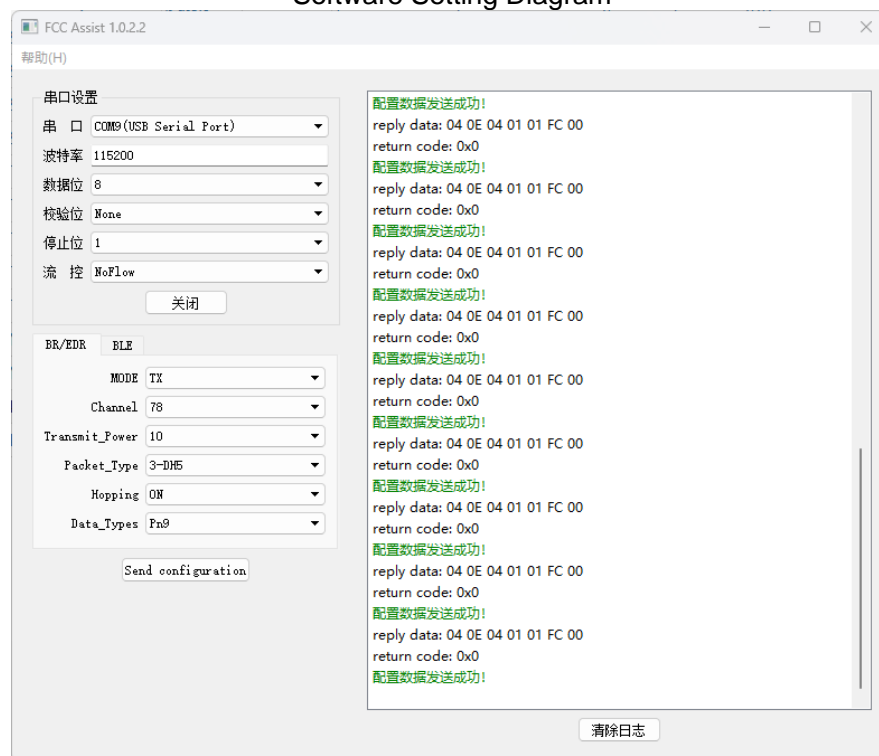 Software Setting Diagram
FCC Assist 1.0.2.2
帮助(H)
串口设置
串 口 COM9(USB Serial Port)
波特率 115200
数据位 8
校验位 None
停止位 1
流 控 NoFlow
关闭
BR/EDR BLE
MODE TX
Channel 78
Transmit_Power 10
Packet_Type 3-DH5
Hopping ON
Data_Types Pn9
Send configuration
配置数据发送成功!
reply data: 04 0E 04 01 01 FC 00
return code: 0x0
配置数据发送成功!
reply data: 04 0E 04 01 01 FC 00
return code: 0x0
配置数据发送成功!
reply data: 04 0E 04 01 01 FC 00
return code: 0x0
配置数据发送成功!
reply data: 04 0E 04 01 01 FC 00
return code: 0x0
配置数据发送成功!
reply data: 04 0E 04 01 01 FC 00
return code: 0x0
配置数据发送成功!
reply data: 04 0E 04 01 01 FC 00
return code: 0x0
配置数据发送成功!
reply data: 04 0E 04 01 01 FC 00
return code: 0x0
配置数据发送成功!
reply data: 04 0E 04 01 01 FC 00
return code: 0x0
配置数据发送成功!
reply data: 04 0E 04 01 01 FC 00
return code: 0x0
配置数据发送成功!
清除日志